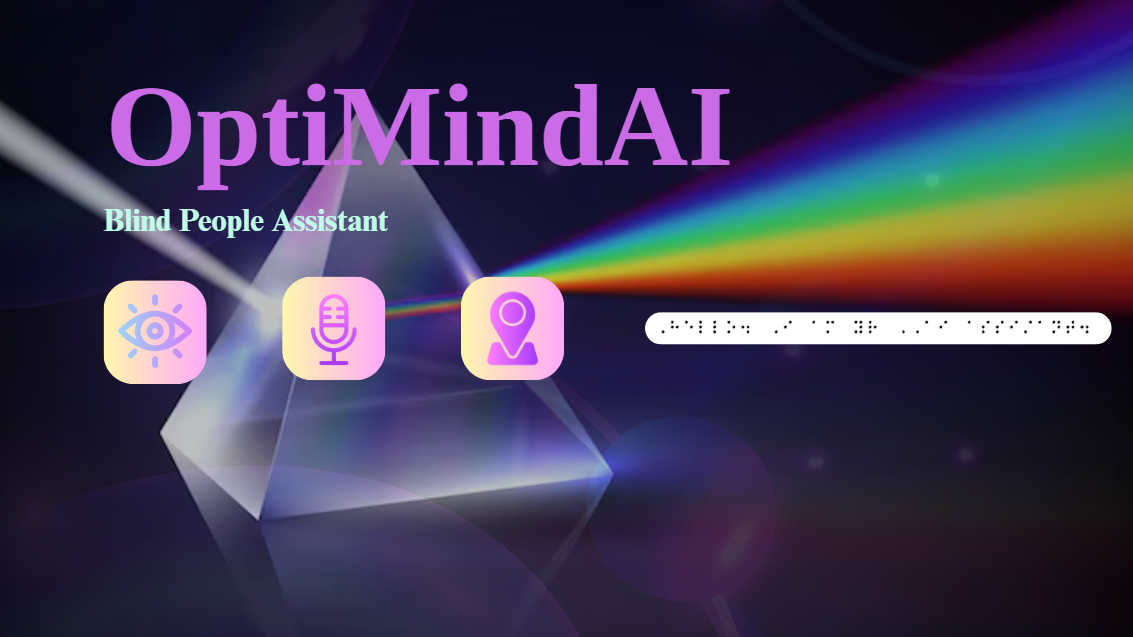 OptiMindAI
Blind People Assistant
⠠⠓⠑⠇⠇⠕⠲ ⠠⠊ ⠁⠍ ⠽⠗ ⠠⠠⠁⠊ ⠁⠎⠎⠊⠌⠁⠝⠞⠲